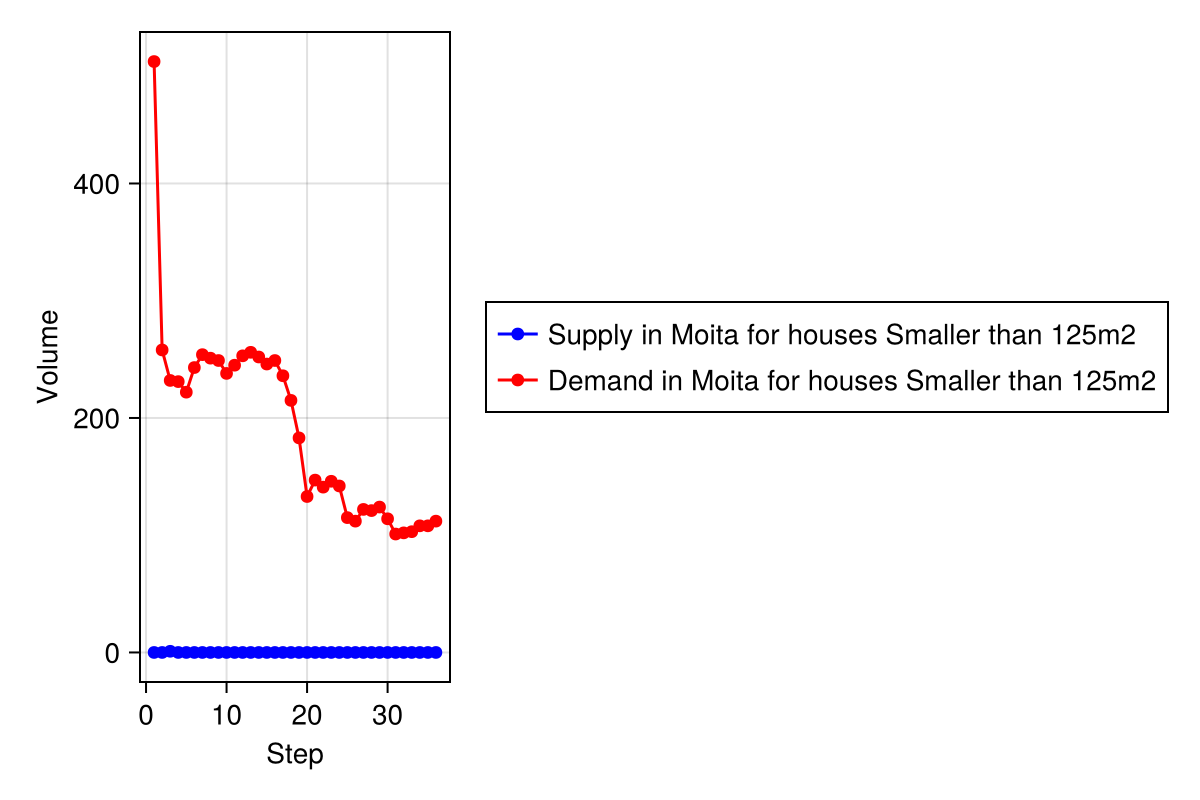 Volume
400
200
0
0 10 20 30
Step
Supply in Moita for houses Smaller than 125m2
Demand in Moita for houses Smaller than 125m2